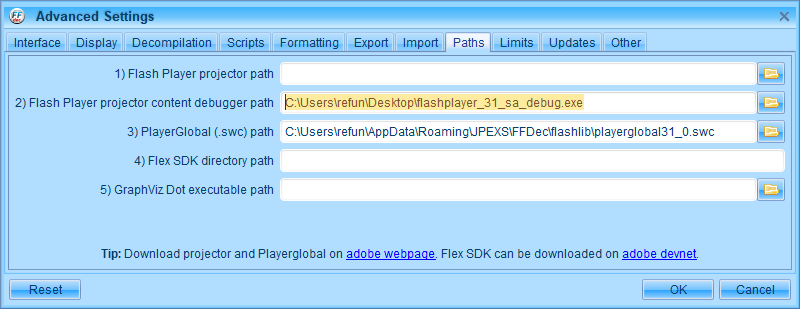 FF
Advanced Settings
Interface Display Decompilation Scripts Formatting Export Import Paths Limits Updates Other
1) Flash Player projector path
2) Flash Player projector content debugger path C:\Users\refun\Desktop\flashplayer_31_sa_debug.exe
3) PlayerGlobal (.swc) path C:\Users\refun\AppData\Roaming\JPEXS\FFDec\flashlib\playerglobal31_0.swc
4) Flex SDK directory path
5) GraphViz Dot executable path
Tip: Download projector and Playerglobal on adobe webpage. Flex SDK can be downloaded on adobe devnet.
Reset OK Cancel